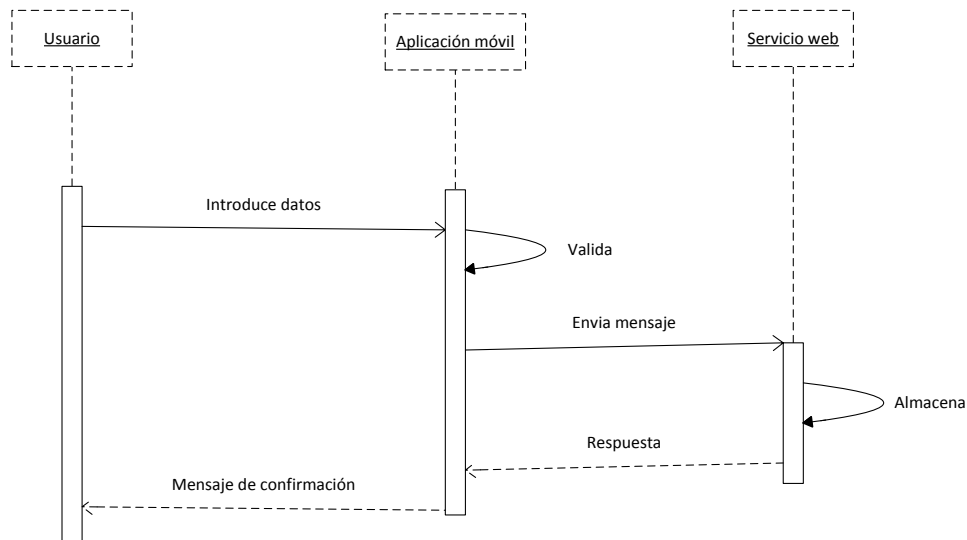 Usuario
Aplicación móvil
Servicio web
Introduce datos
Valida
Envia mensaje
Almacena
Respuesta
Mensaje de confirmación